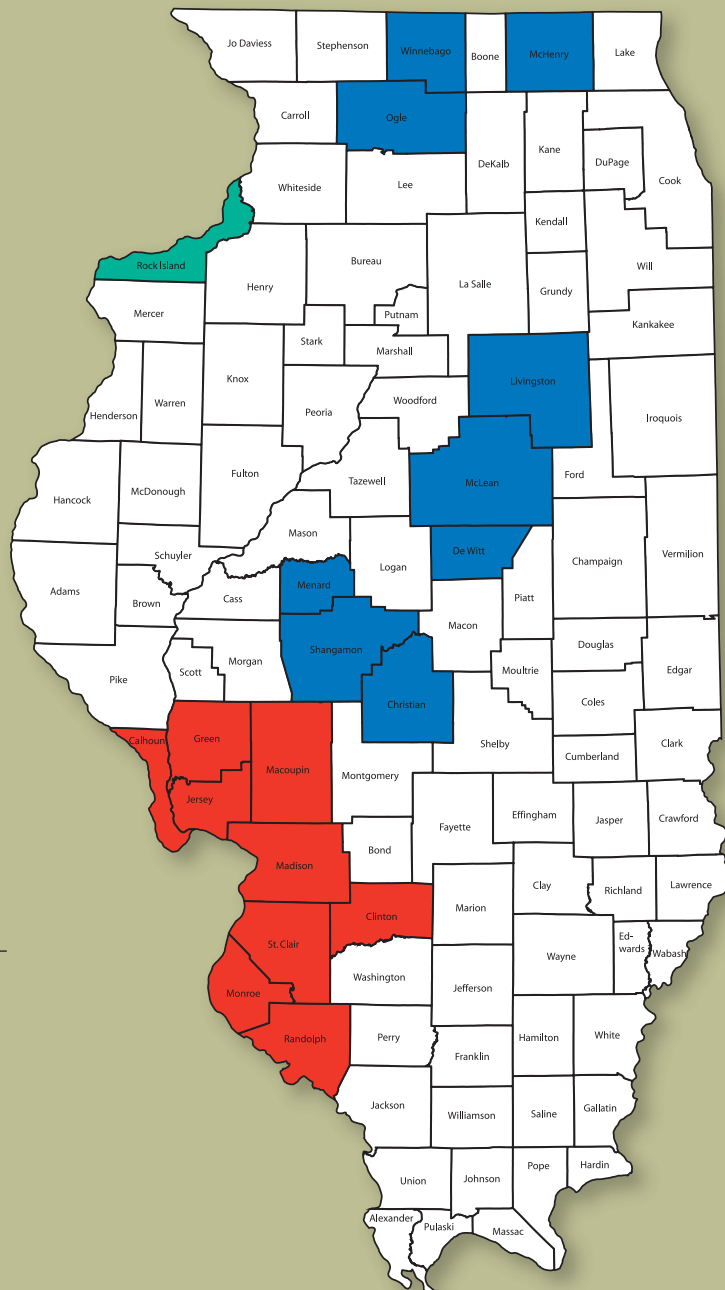 Jo Daviess
Stephenson
Winnebago
Boone
McHenry
Lake
Carroll
Ogle
DeKalb
Kane
DuPage
Cook
Whiteside
Lee
Kendall
Rock Island
Henry
Bureau
La Salle
Grundy
Will
Mercer
Putnam
Kankakee
Stark
Marshall
Knox
Livingston
Henderson
Warren
Peoria
Woodford
Iroquois
Hancock
McDonough
Fulton
Tazewell
McLean
Ford
Mason
Schuyler
De Witt
Champaign
Vermilion
Adams
Brown
Cass
Menard
Logan
Piatt
Macon
Pike
Scott
Morgan
Shangamon
Moultrie
Douglas
Edgar
Christian
Coles
Calhoun
Green
Macoupin
Montgomery
Shelby
Cumberland
Clark
Jersey
Fayette
Effingham
Jasper
Crawford
Madison
Bond
Clay
Richland
Lawrence
Clinton
Marion
St. Clair
Wayne
Ed-
wards
Wabash
Monroe
Washington
Jefferson
Randolph
Perry
Hamilton
White
Franklin
Jackson
Williamson
Saline
Gallatin
Union
Johnson
Pope
Hardin
Alexander
Pulaski
Massac